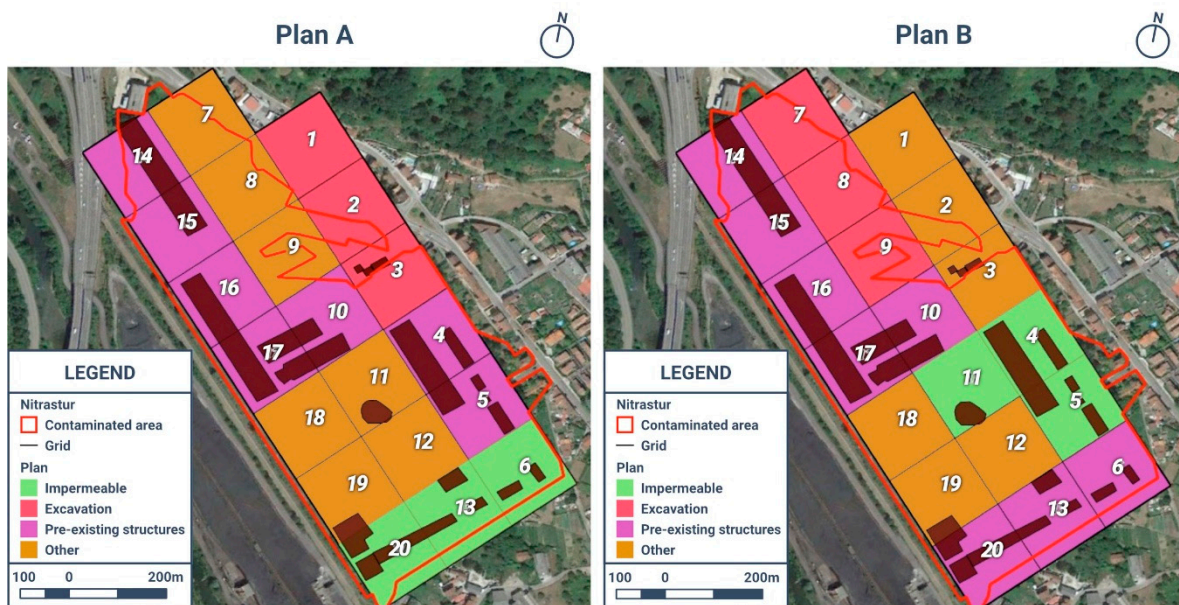 Plan A
N
7
1
14
8
2
15
9
3
16
10
4
17
11
5
18
12
6
19
13
20
LEGEND
Nitrastur
Contaminated area
Grid
Plan
Impermeable
Excavation
Pre-existing structures
Other
100 0 200m
Plan B
N
7
1
14
8
2
15
9
3
16
10
4
17
11
5
18
12
6
19
13
20
LEGEND
Nitrastur
Contaminated area
Grid
Plan
Impermeable
Excavation
Pre-existing structures
Other
100 0 200m